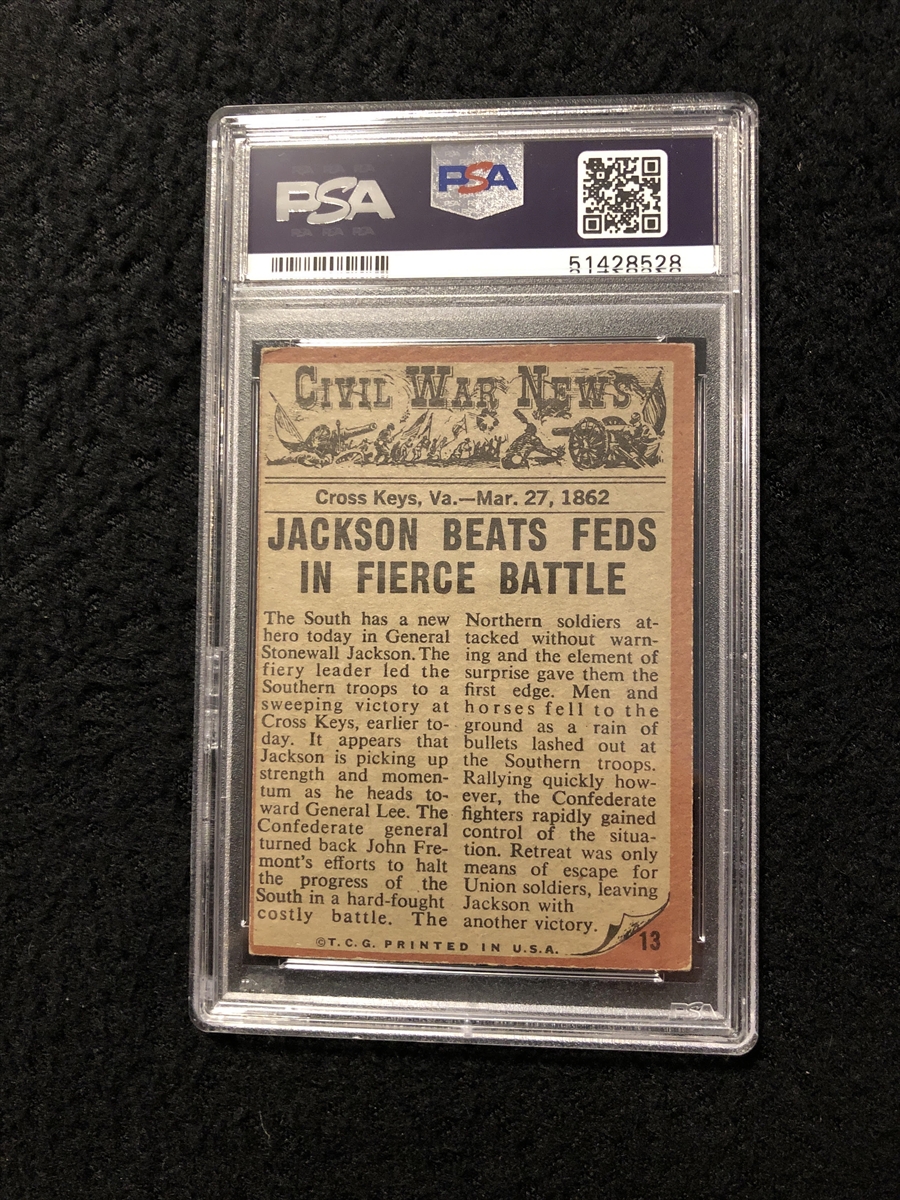 PSA
PSA
51428528
CIVIL WAR NEWS
Cross Keys, Va.—Mar. 27, 1862
JACKSON BEATS FEDS
IN FIERCE BATTLE
The South has a new
hero today in General
Stonewall Jackson. The
fiery leader led the
Southern troops to a
sweeping victory at
Cross Keys, earlier to-
day. It appears that
Jackson is picking up
strength and momen-
tum as he heads to-
ward General Lee. The
Confederate general
turned back John Fre-
mont's efforts to halt
the progress of the
South in a hard-fought
costly battle. The
Northern soldiers at-
tacked without warn-
ing and the element of
surprise gave them the
first edge. Men and
horses fell to the
ground as a rain of
bullets lashed out at
the Southern troops.
Rallying quickly how-
ever, the Confederate
fighters rapidly gained
control of the situa-
tion. Retreat was only
means of escape for
Union soldiers, leaving
Jackson with
another victory.
©T.C.G. PRINTED IN U.S.A.
13
PSA